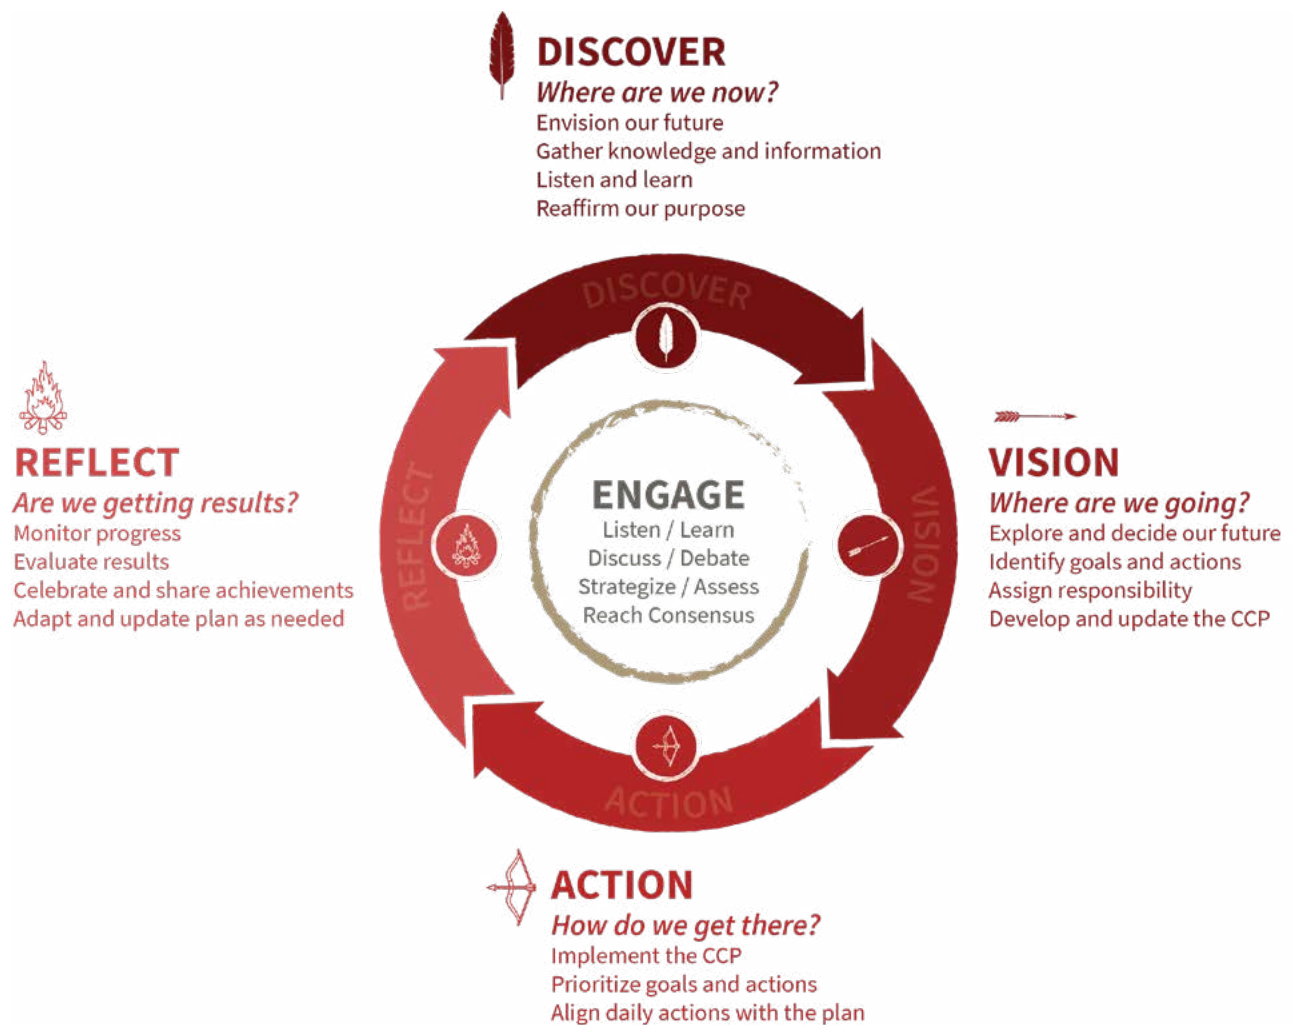 DISCOVER
Where are we now?
Envision our future
Gather knowledge and information
Listen and learn
Reaffirm our purpose
DISCOVER
REFLECT
Are we getting results?
Monitor progress
Evaluate results
Celebrate and share achievements
Adapt and update plan as needed
REFLECT
ENGAGE
Listen / Learn
Discuss / Debate
Strategize / Assess
Reach Consensus
VISION
VISION
Where are we going?
Explore and decide our future
Identify goals and actions
Assign responsibility
Develop and update the CCP
ACTION
ACTION
How do we get there?
Implement the CCP
Prioritize goals and actions
Align daily actions with the plan